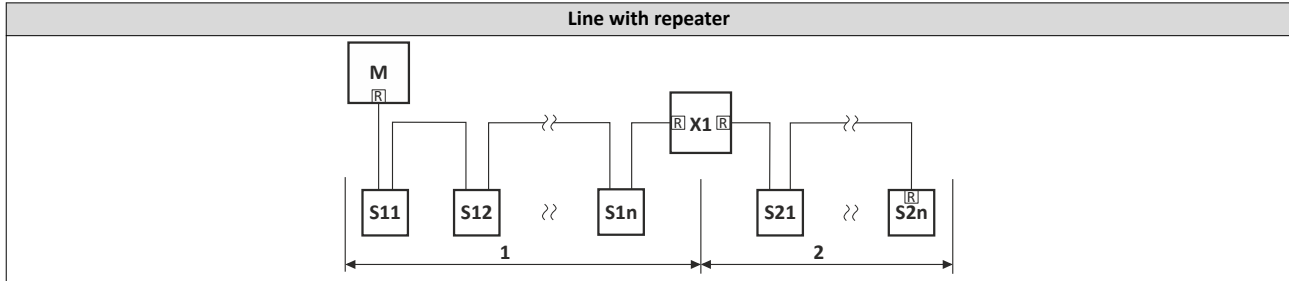 Line with repeater
M
R
R X1 R
S11 S12 S1n S21 S2n
R
1 2